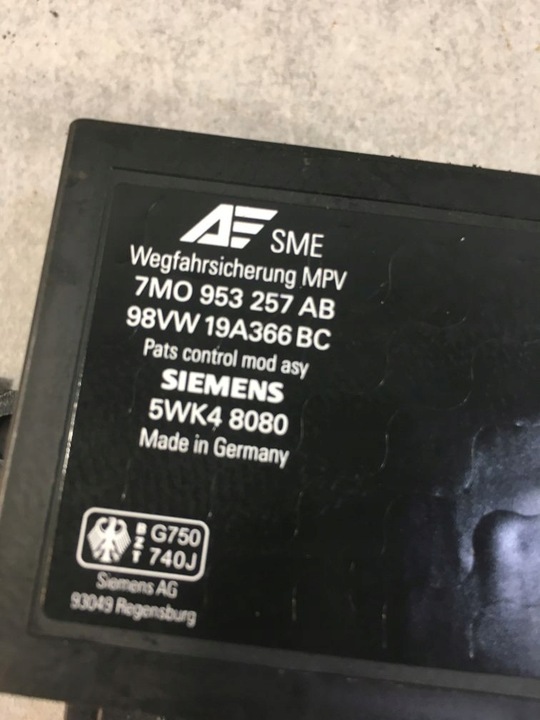 AE SME
Wegfahrsicherung MPV
7M0 953 257 AB
98VW 19A366 BC
Pats control mod asy
SIEMENS
5WK4 8080
Made in Germany
BZT G750
740J
Siemens AG
93049 Regensburg